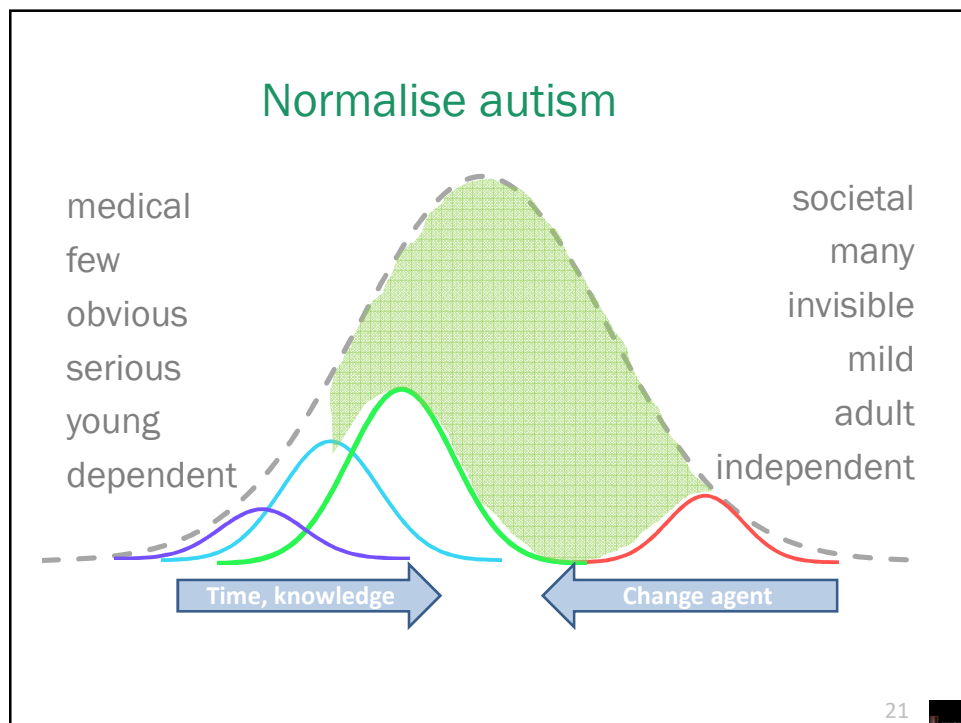 Normalise autism
medical
few
obvious
serious
young
dependent
societal
many
invisible
mild
adult
independent
Time, knowledge
Change agent
21